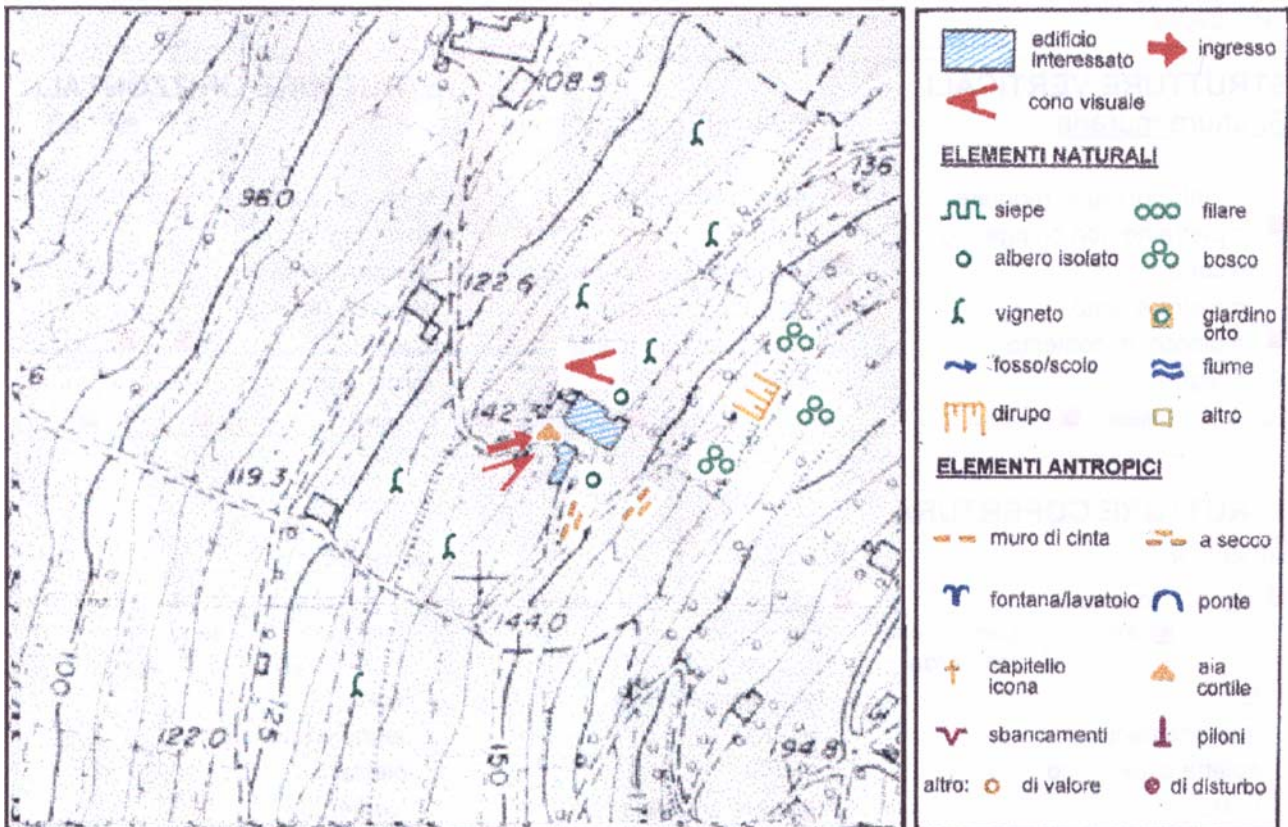 108.5
136
98.0
122.6
142.3
119.3
144.0
100
122.0
125
150
194.8
edificio
Interessato
ingresso
cono visuale
ELEMENTI NATURALI
siepe filare
albero isolato bosco
vigneto giardino
orto
fosso/scolo fiume
dirupo altro
ELEMENTI ANTROPICI
muro di cinta a secco
fontana/lavatoio ponte
capitello aia
icona cortile
sbancamenti piloni
altro: di valore di disturbo